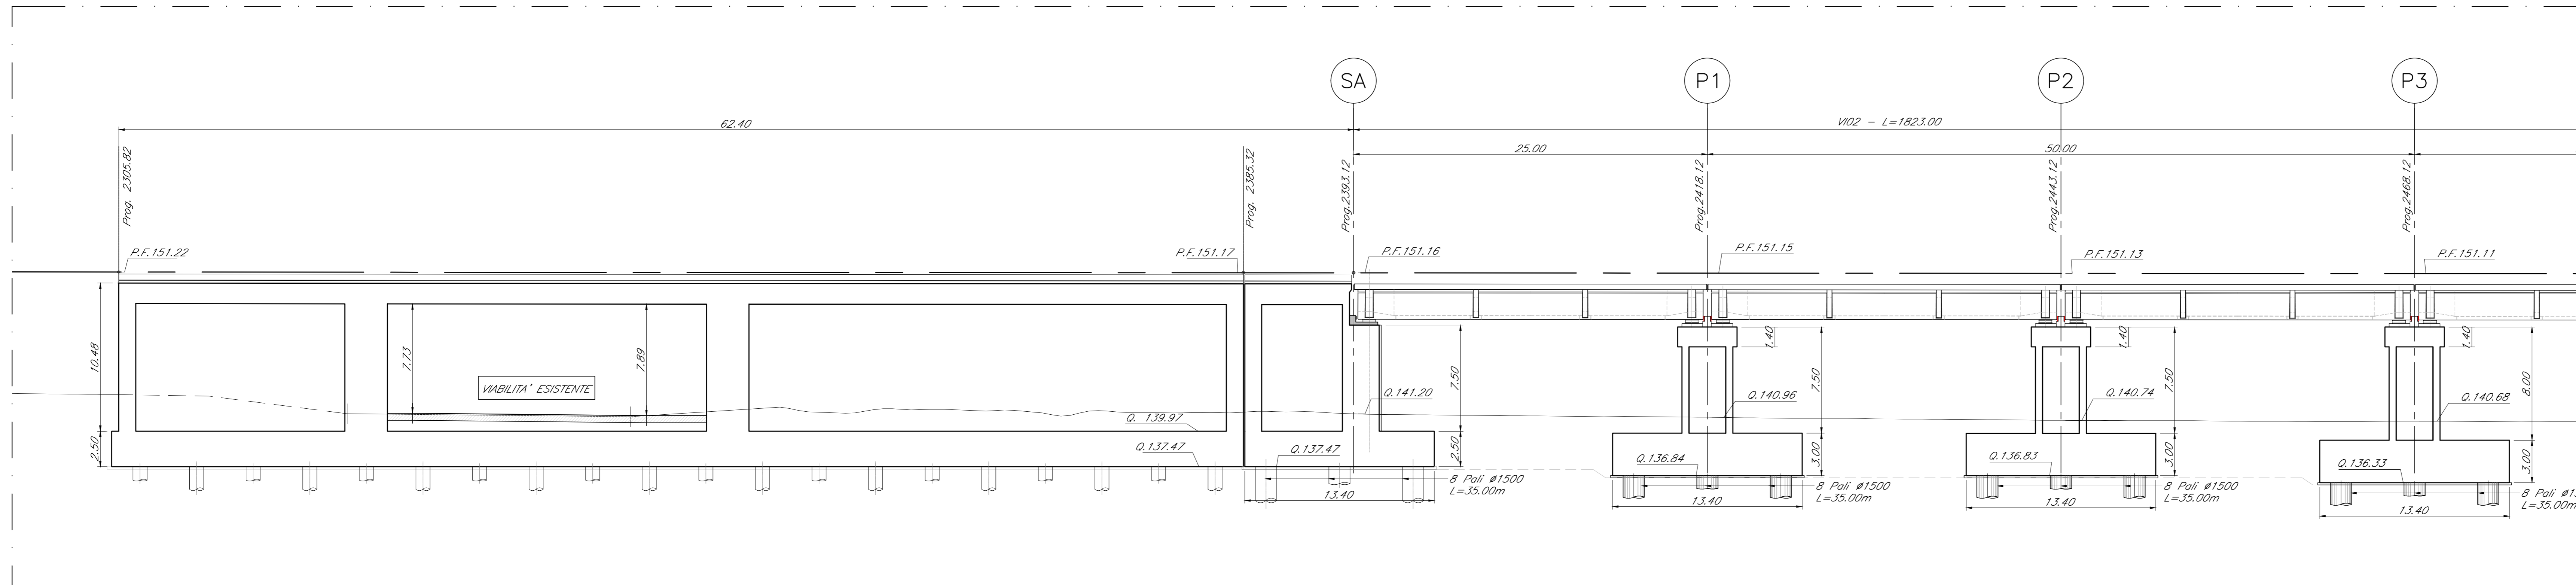 SA
P1
P2
P3
62.40
VI02 - L=1823.00
25.00
50.00
Prog. 2305.82
Prog. 2385.32
Prog.2393.12
Prog.2418.12
Prog.2443.12
Prog.2468.12
P.F.151.22
P.F.151.17
P.F.151.16
P.F.151.15
P.F.151.13
P.F.151.11
10.48
2.50
7.73
VIABILITA' ESISTENTE
7.89
Q. 139.97
Q.137.47
Q.137.47
Q.141.20
7.50
2.50
13.40
8 Pali ø1500
L=35.00m
1.40
7.50
Q.140.96
Q.136.84
3.00
13.40
8 Pali ø1500
L=35.00m
1.40
7.50
Q.140.74
Q.136.83
3.00
13.40
8 Pali ø1500
L=35.00m
1.40
8.00
Q.140.68
Q.136.33
3.00
13.40
8 Pali ø1
L=35.00m